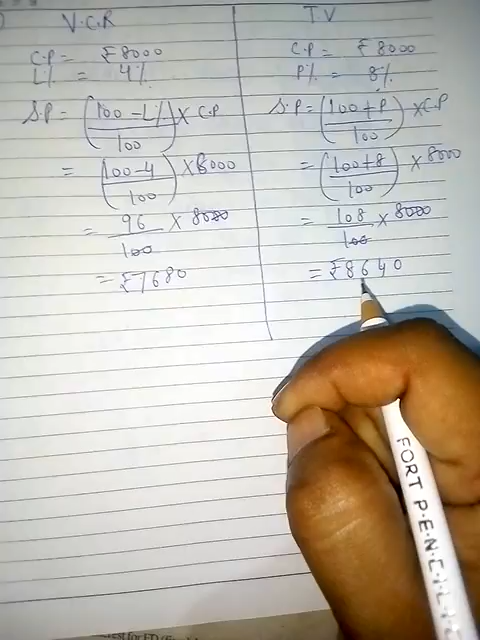 V.C.R
C.P = ₹8000
L% = 4%
S.P = (100 - L% / 100) × C.P
= (100-4 / 100) × 8000
= 96 / 100 × 8000
= ₹7680
T.V
C.P = ₹8000
P% = 8%
S.P = (100 + P / 100) × C.P
= (100+8 / 100) × 8000
= 108 / 100 × 8000
= ₹8640
FORT P·E·N·C·I·L